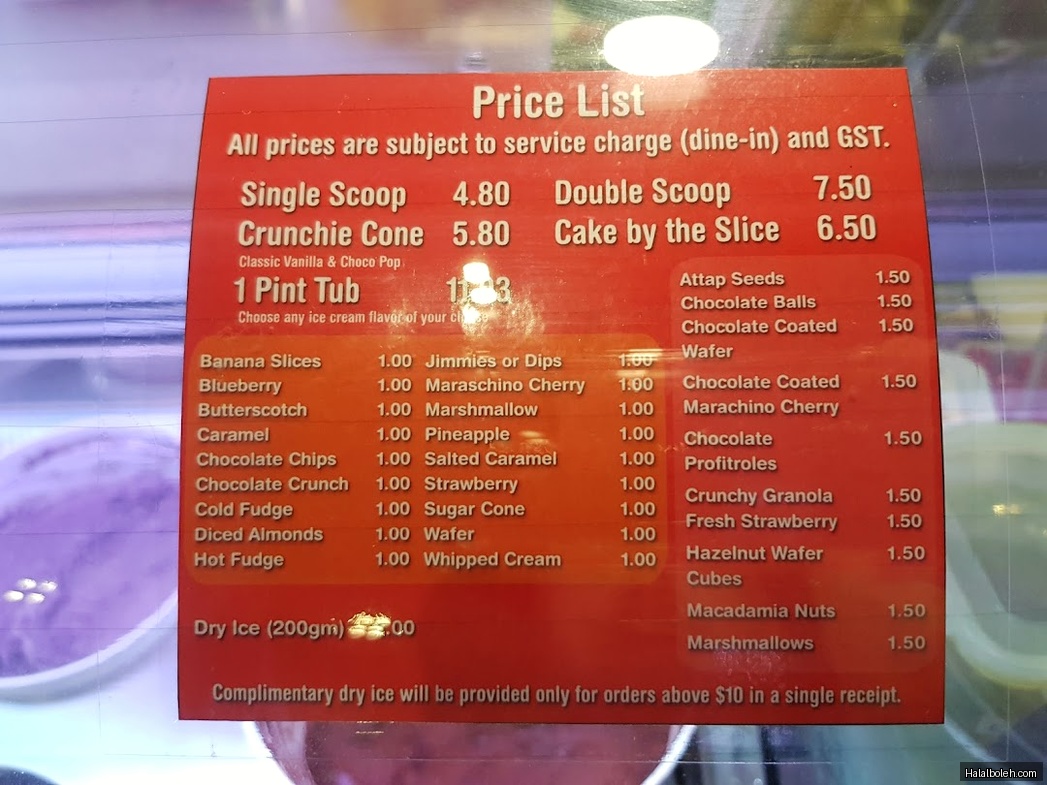 Price List
All prices are subject to service charge (dine-in) and GST.
Single Scoop 4.80 Double Scoop 7.50
Crunchie Cone 5.80 Cake by the Slice 6.50
Classic Vanilla & Choco Pop
1 Pint Tub
Choose any ice cream flavor of your
Banana Slices 1.00 Jimmies or Dips 1.00
Blueberry 1.00 Maraschino Cherry 1.00
Butterscotch 1.00 Marshmallow 1.00
Caramel 1.00 Pineapple 1.00
Chocolate Chips 1.00 Salted Caramel 1.00
Chocolate Crunch 1.00 Strawberry 1.00
Cold Fudge 1.00 Sugar Cone 1.00
Diced Almonds 1.00 Wafer 1.00
Hot Fudge 1.00 Whipped Cream 1.00
Attap Seeds 1.50
Chocolate Balls 1.50
Chocolate Coated 1.50
Wafer
Chocolate Coated 1.50
Marachino Cherry
Chocolate 1.50
Profitroles
Crunchy Granola 1.50
Fresh Strawberry 1.50
Hazelnut Wafer 1.50
Cubes
Macadamia Nuts 1.50
Marshmallows 1.50
Dry Ice (200gm)
Complimentary dry ice will be provided only for orders above $10 in a single receipt.
Halalboleh.com